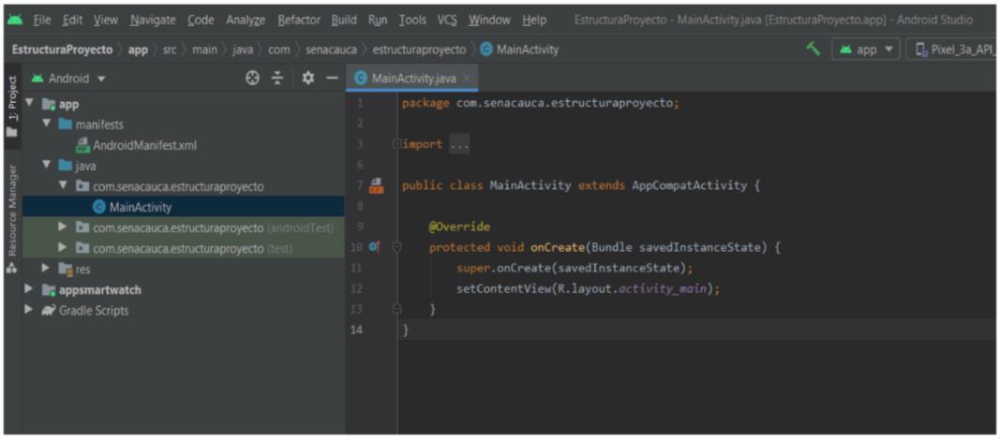 File Edit View Navigate Code Analyze Refactor Build Run Tools VCS Window Help EstructuraProyecto - MainActivity.java [EstructuraProyecto.app] - Android Studio
EstructuraProyecto app src main java com senacauca estructuraproyecto MainActivity app Pixel_3a_API_
1: Project
Resource Manager
Android
app
manifests
AndroidManifest.xml
java
com.senacauca.estructuraproyecto
MainActivity
com.senacauca.estructuraproyecto (androidTest)
com.senacauca.estructuraproyecto (test)
res
appsmartwatch
Gradle Scripts
MainActivity.java
1 package com.senacauca.estructuraproyecto;
2
3 import ...
6
7 public class MainActivity extends AppCompatActivity {
8
9 @Override
10 protected void onCreate(Bundle savedInstanceState) {
11 super.onCreate(savedInstanceState);
12 setContentView(R.layout.activity_main);
13 }
14 }